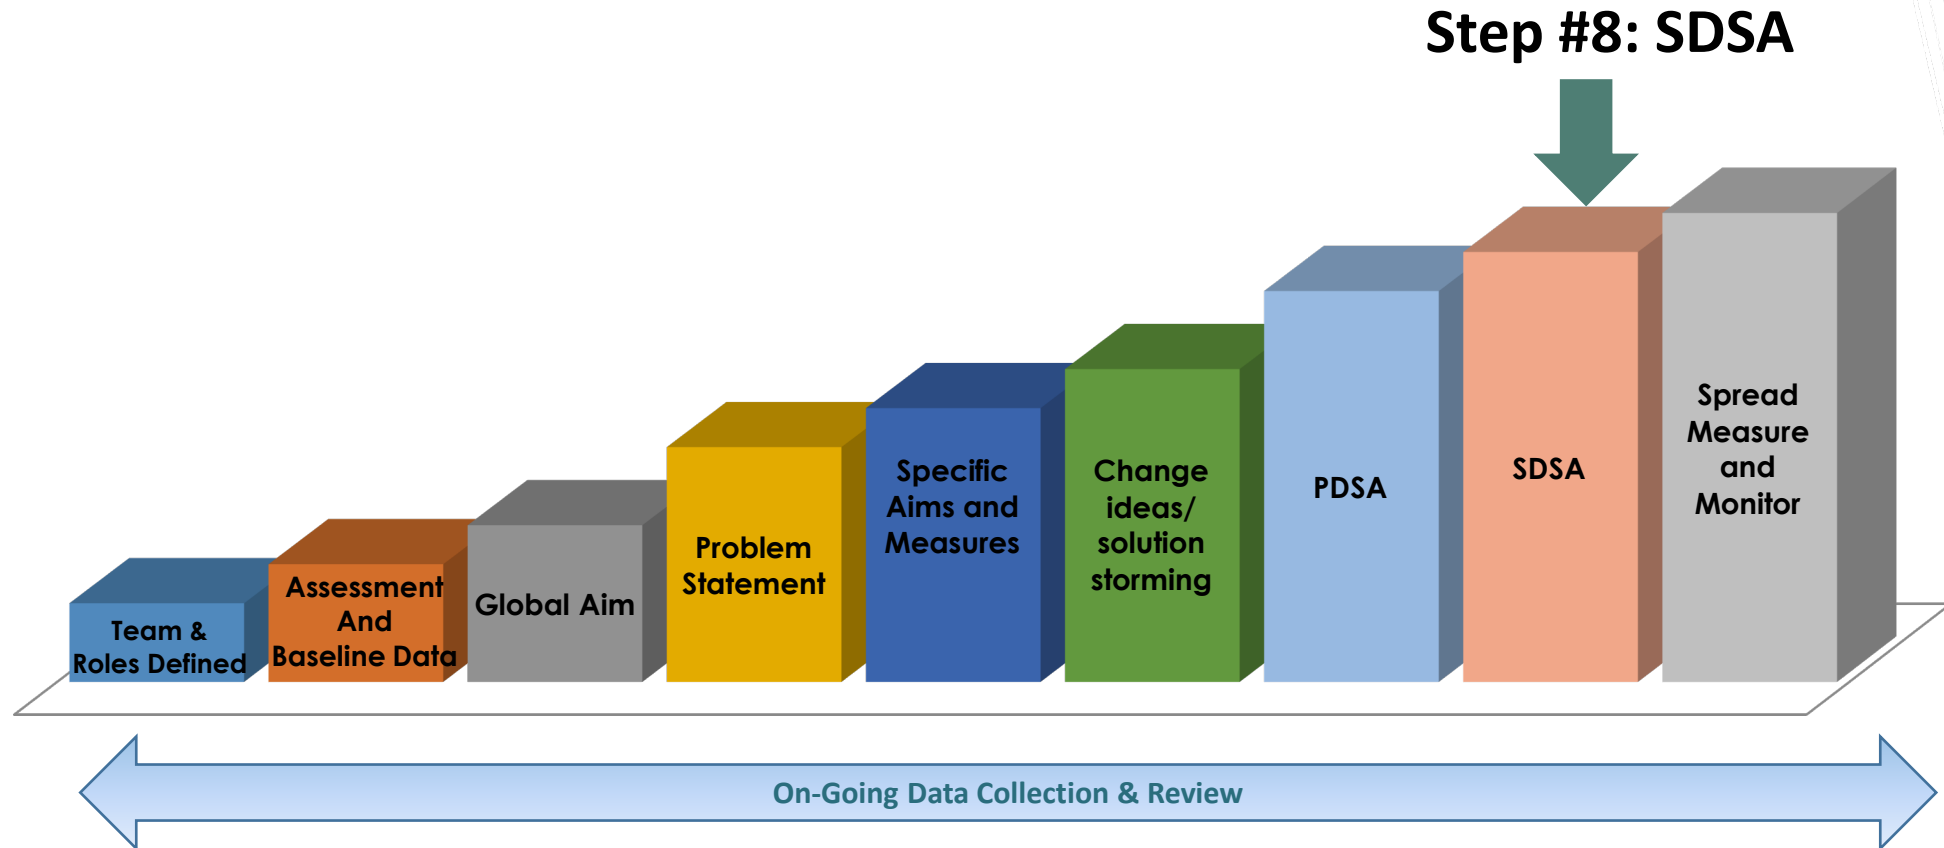 Step #8: SDSA
Team &
Roles Defined
Assessment
And
Baseline Data
Global Aim
Problem
Statement
Specific
Aims and
Measures
Change
ideas/
solution
storming
PDSA
SDSA
Spread
Measure
and
Monitor
On-Going Data Collection & Review